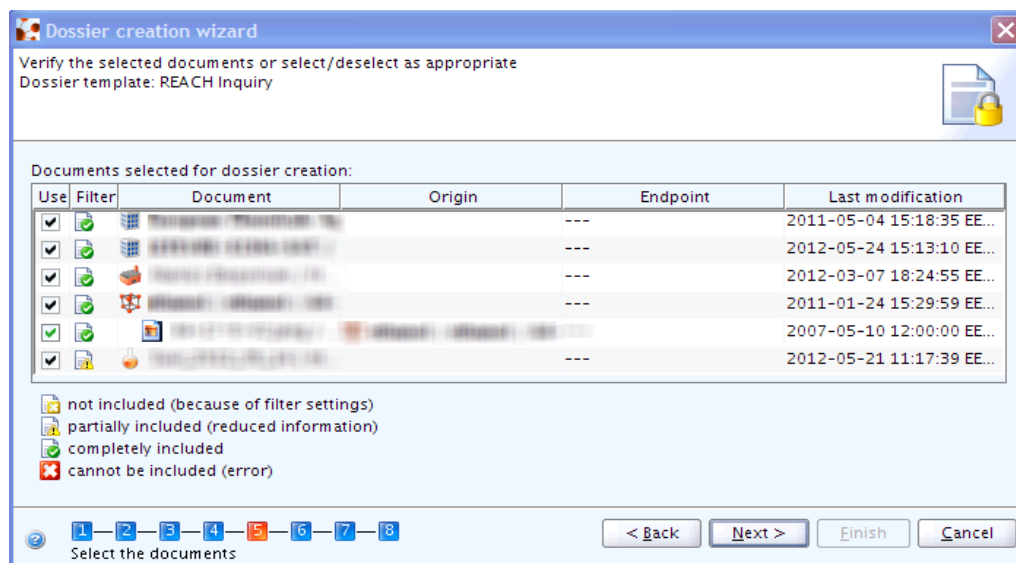 Dossier creation wizard
Verify the selected documents or select/deselect as appropriate
Dossier template: REACH Inquiry
Documents selected for dossier creation:
Use Filter Document Origin Endpoint Last modification
--- 2011-05-04 15:18:35 EE...
--- 2012-05-24 15:13:10 EE...
--- 2012-03-07 18:24:55 EE...
--- 2011-01-24 15:29:59 EE...
2007-05-10 12:00:00 EE...
--- 2012-05-21 11:17:39 EE...
not included (because of filter settings)
partially included (reduced information)
completely included
cannot be included (error)
1 2 3 4 5 6 7 8
< Back Next > Finish Cancel
Select the documents